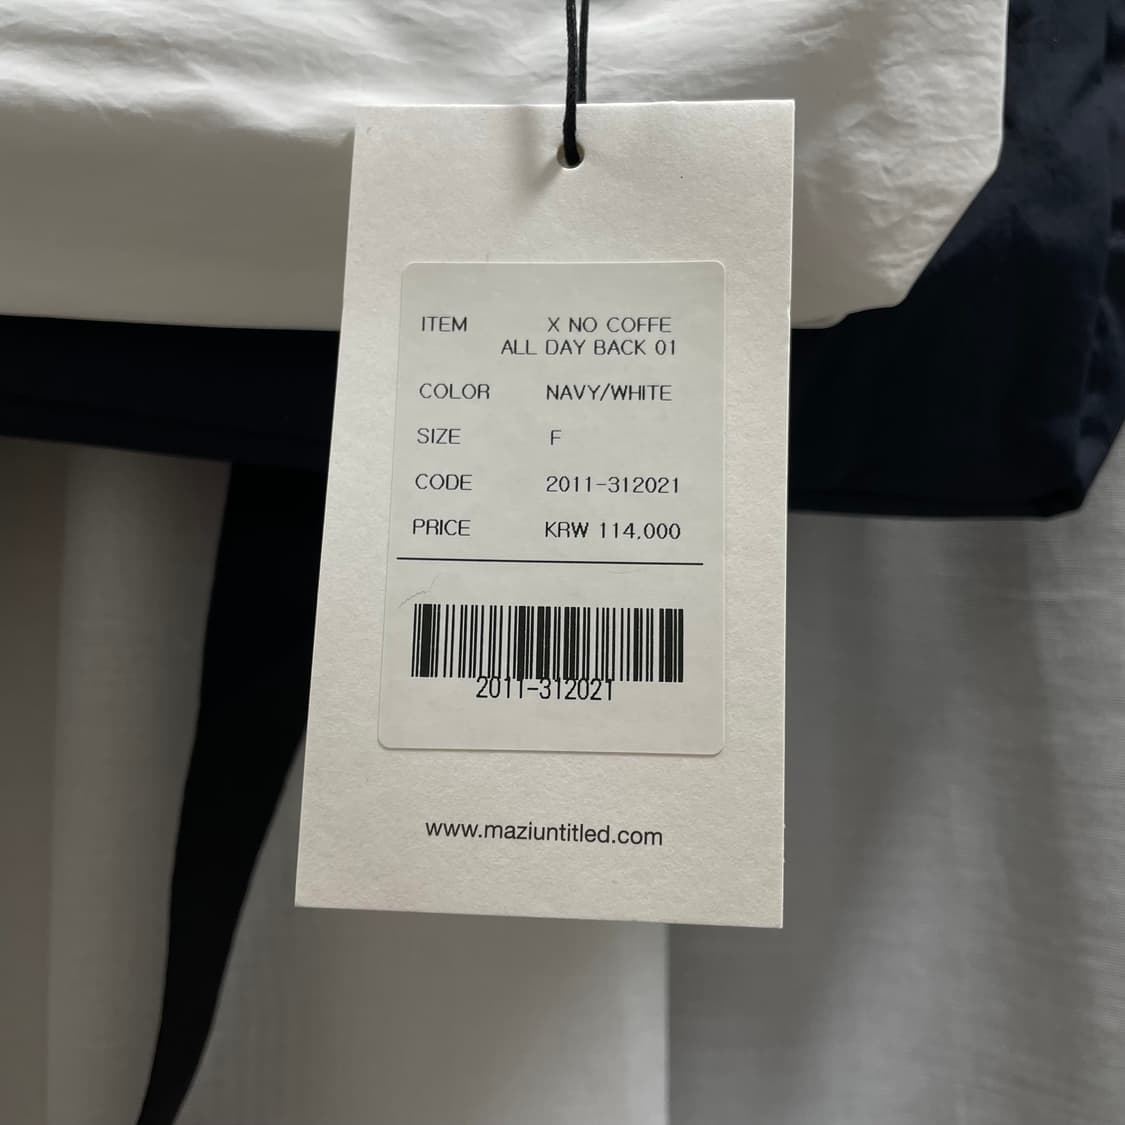 ITEM X NO COFFE
ALL DAY BACK 01
COLOR NAVY/WHITE
SIZE F
CODE 2011-312021
PRICE KRW 114,000
2011-312021
www.maziuntitled.com